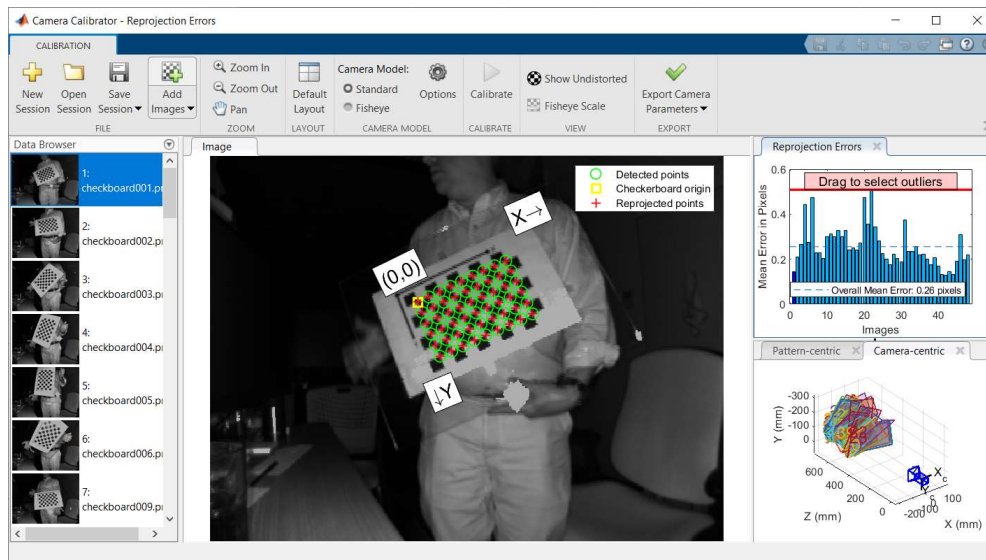 Camera Calibrator - Reprojection Errors
CALIBRATION
New Session
Open Session
Save Session
Add Images
FILE
Zoom In
Zoom Out
Pan
ZOOM
Default Layout
LAYOUT
Camera Model:
Standard
Fisheye
Options
CAMERA MODEL
Calibrate
CALIBRATE
Show Undistorted
Fisheye Scale
VIEW
Export Camera
Parameters
EXPORT
Data Browser
1:
checkboard001.p
2:
checkboard002.p
3:
checkboard003.p
4:
checkboard004.p
5:
checkboard005.p
6:
checkboard006.p
7:
checkboard009.p
Image
Detected points
Checkerboard origin
Reprojected points
X→
(0,0)
↓Y
Reprojection Errors
Drag to select outliers
Mean Error in Pixels
0.6
0.4
0.2
0
Overall Mean Error: 0.26 pixels
0 20 40
Images
Pattern-centric
Camera-centric
Y (mm)
-300
-200
-100
0
600
400
200
0
Z (mm)
-200
100
X (mm)
X c